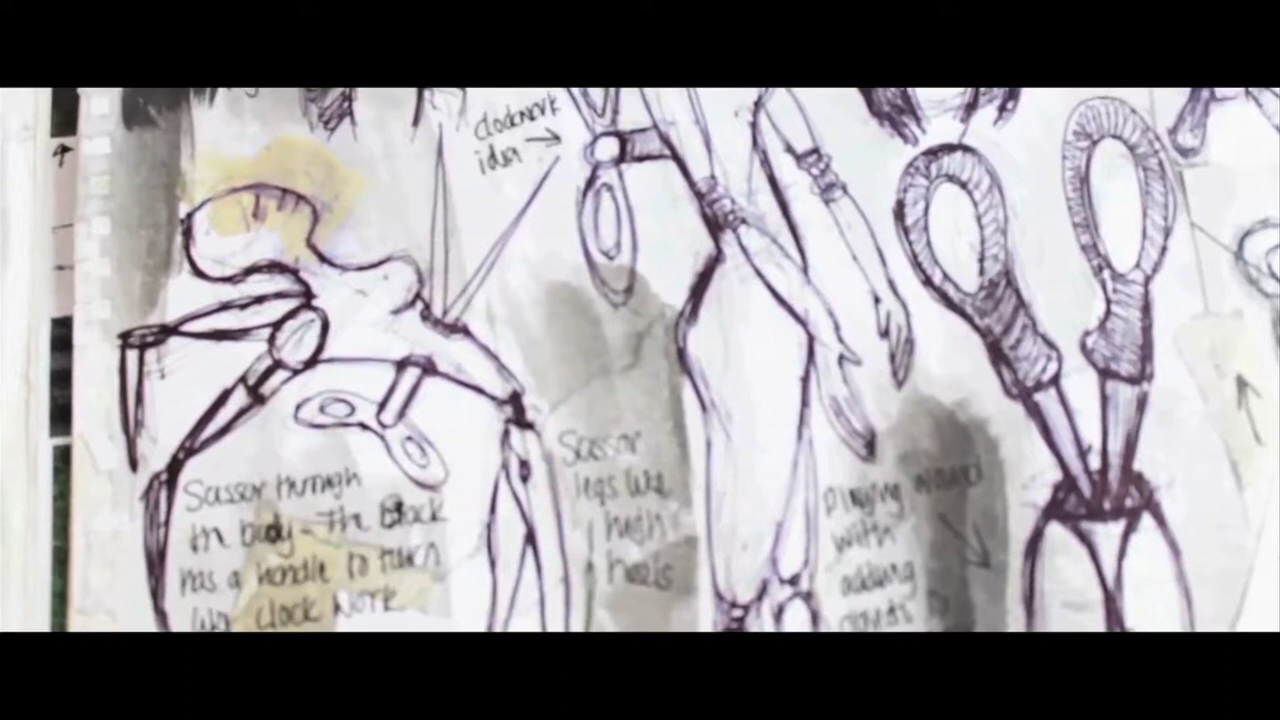 clockwork
idea
Scissor through
the body - The Back
has a handle to turn
like clock work
Scissor
legs like
high
heels
Playing around
with
adding